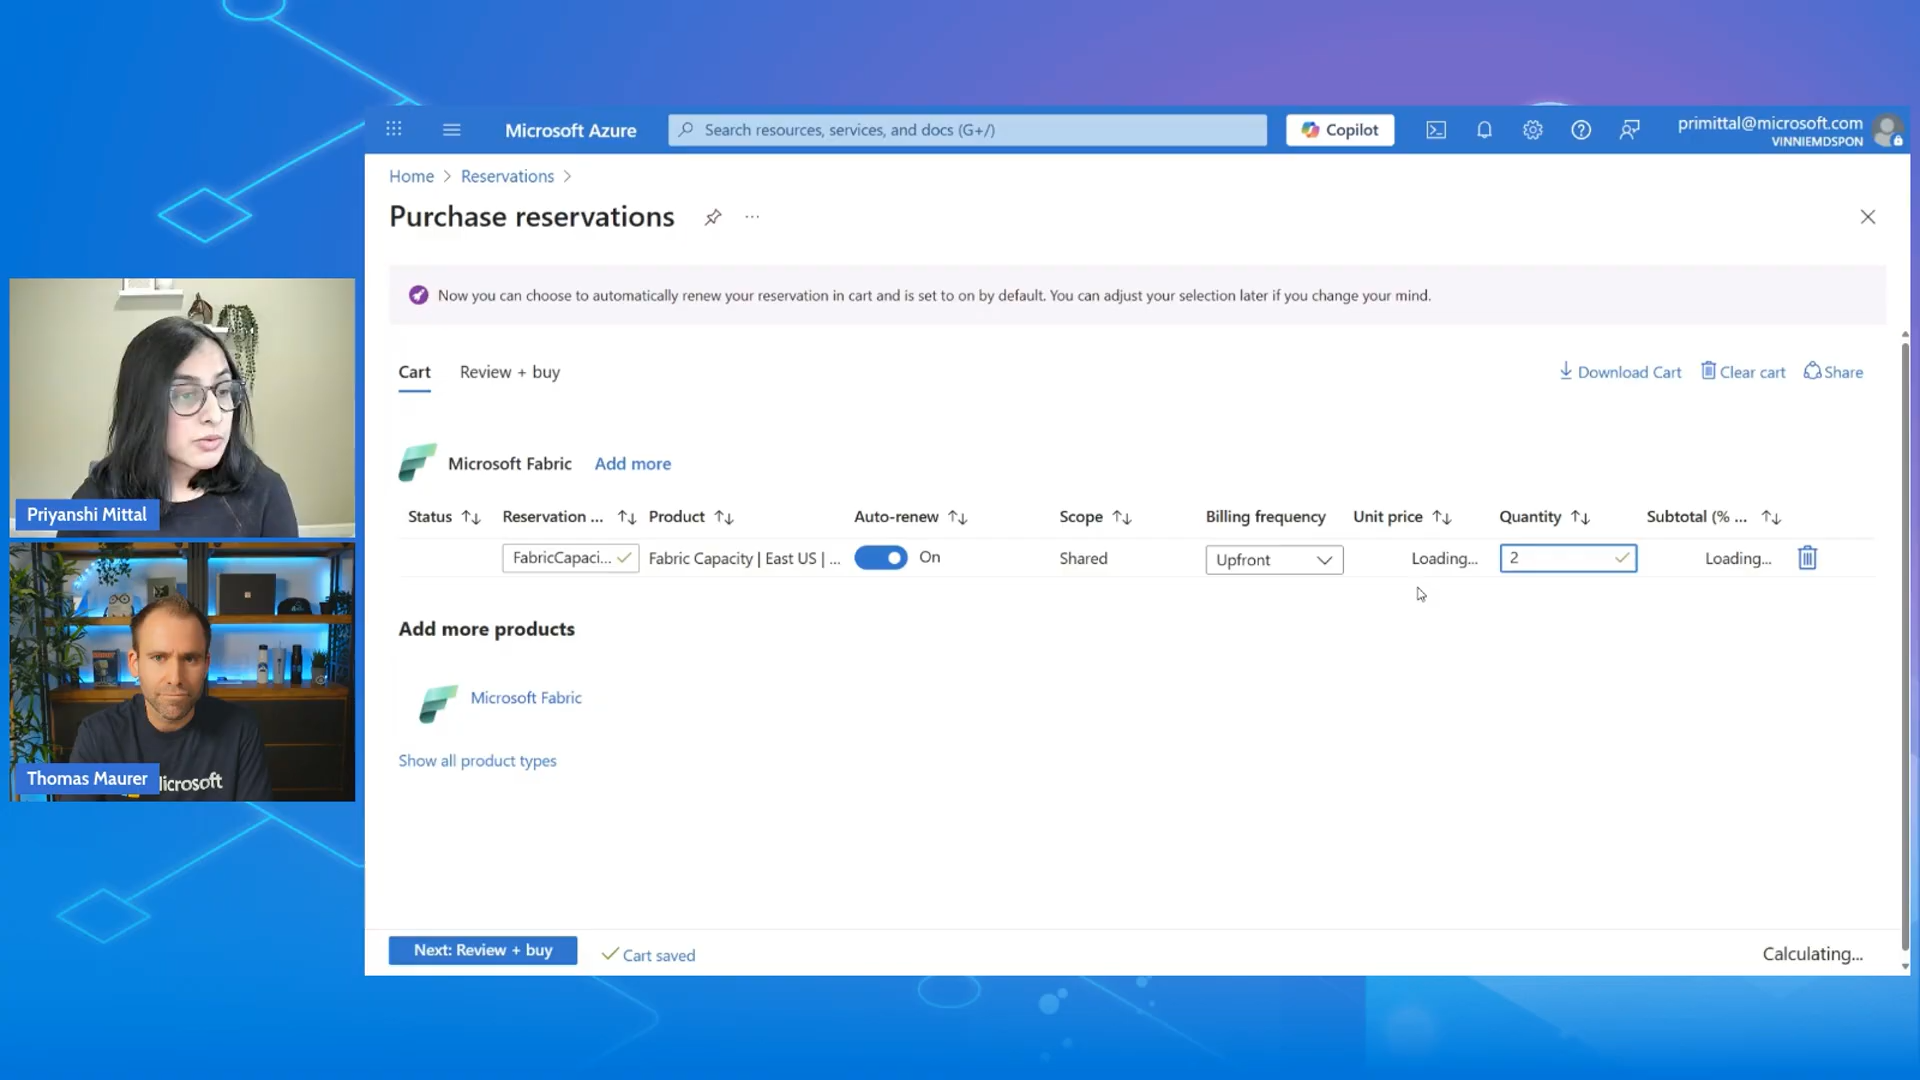 Microsoft Azure
Search resources, services, and docs (G+/)
Copilot
primittal@microsoft.com
VINNIEMDSPON
Home > Reservations >
Purchase reservations
Now you can choose to automatically renew your reservation in cart and is set to on by default. You can adjust your selection later if you change your mind.
Cart
Review + buy
Download Cart
Clear cart
Share
Microsoft Fabric
Add more
Status
Reservation ...
Product
Auto-renew
Scope
Billing frequency
Unit price
Quantity
Subtotal (% ...
FabricCapaci...
Fabric Capacity | East US | ...
On
Shared
Upfront
Loading...
2
Loading...
Add more products
Microsoft Fabric
Show all product types
Next: Review + buy
Cart saved
Calculating...
Priyanshi Mittal
Thomas Maurer
Microsoft